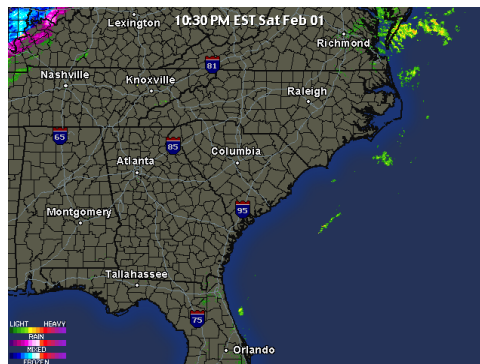 10:30 PM EST Sat Feb 01
Lexington
Richmond
81
Nashville
Knoxville
Raleigh
65
85
Columbia
Atlanta
95
Montgomery
Tallahassee
75
LIGHT HEAVY
RAIN
MIXED
FROZEN
Orlando